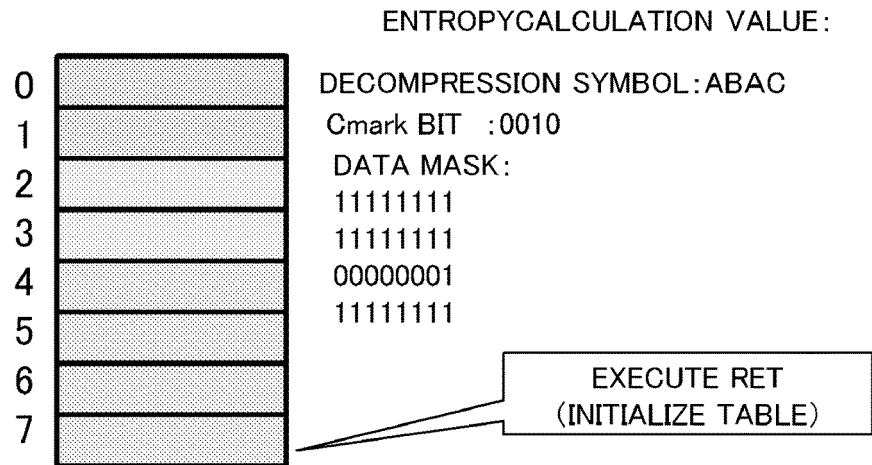 ENTROPYCALCULATION VALUE:
0
DECOMPRESSION SYMBOL:ABAC
1
Cmark BIT :0010
DATA MASK:
2
11111111
3
11111111
4
00000001
5
11111111
6
EXECUTE RET
7
(INITIALIZE TABLE)